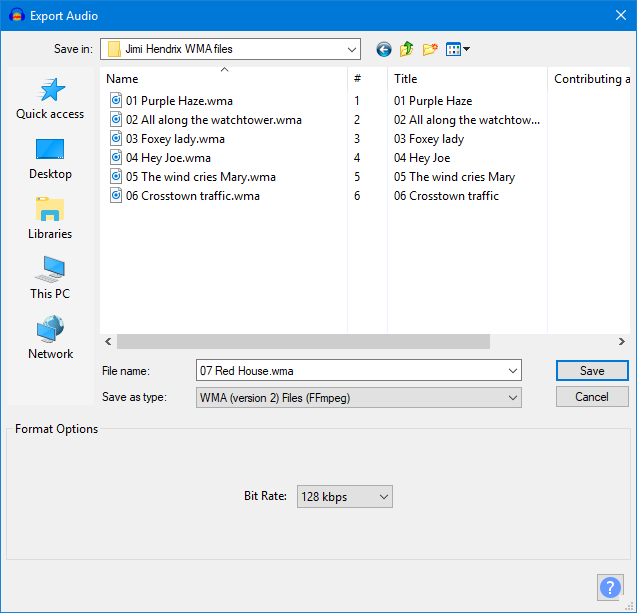 Export Audio
Save in: Jimi Hendrix WMA files
Quick access
Desktop
Libraries
This PC
Network
Name # Title Contributing a
01 Purple Haze.wma 1 01 Purple Haze
02 All along the watchtower.wma 2 02 All along the watchtow...
03 Foxey lady.wma 3 03 Foxey lady
04 Hey Joe.wma 4 04 Hey Joe
05 The wind cries Mary.wma 5 05 The wind cries Mary
06 Crosstown traffic.wma 6 06 Crosstown traffic
File name: 07 Red House.wma Save
Save as type: WMA (version 2) Files (FFmpeg) Cancel
Format Options
Bit Rate: 128 kbps
?